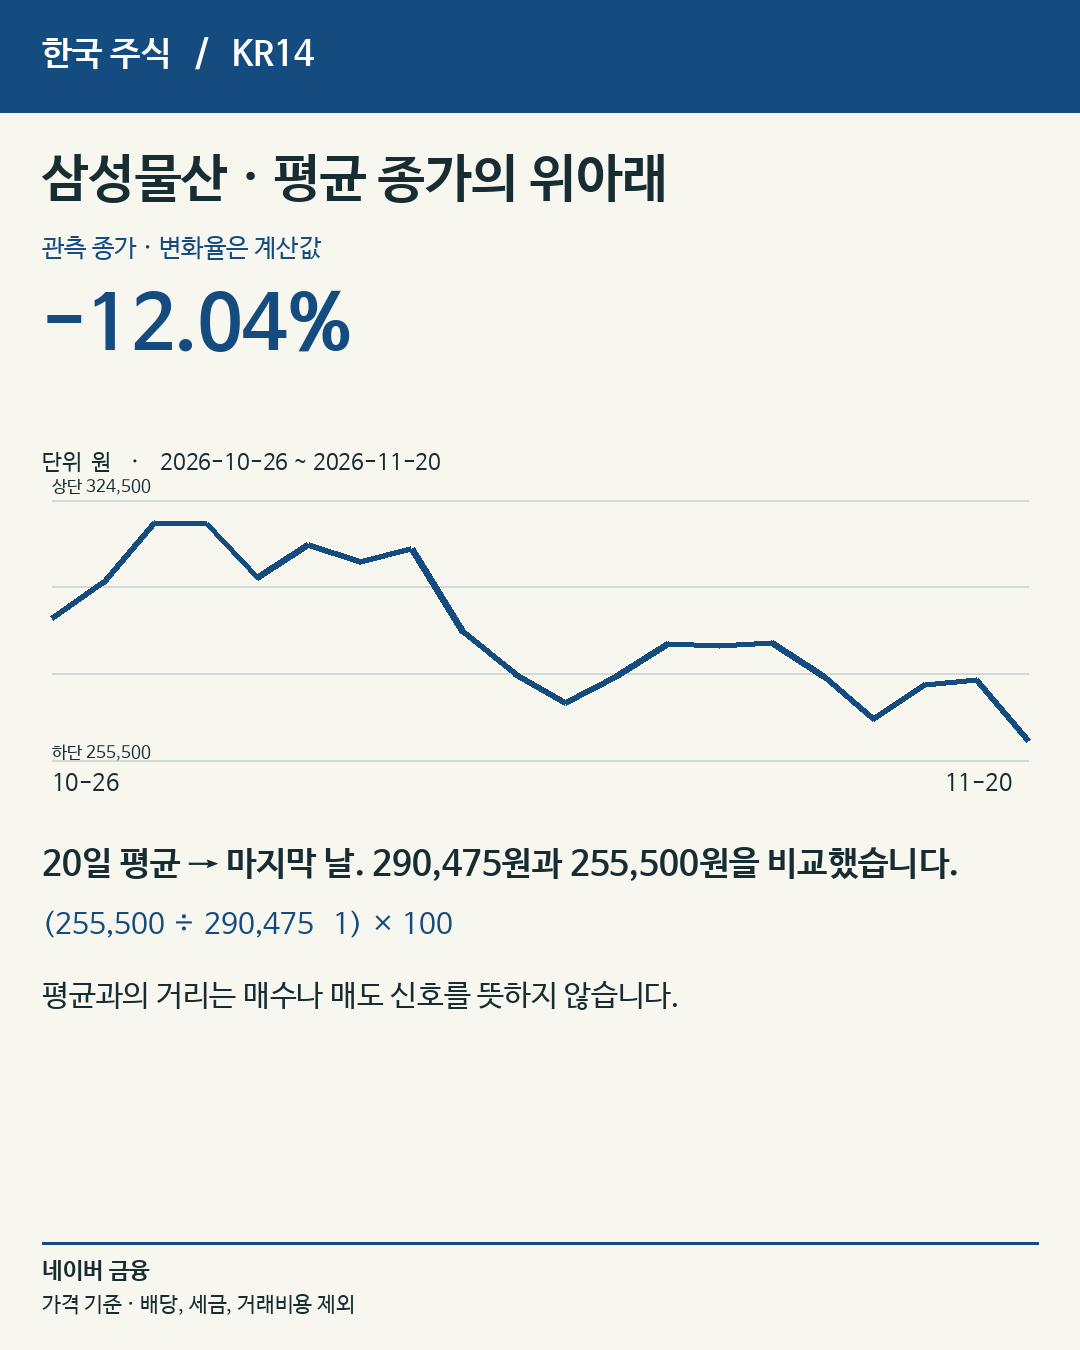 한국 주식 / KR14
삼성물산 · 평균 종가의 위아래
관측 종가 · 변화율은 계산값
−12.04%
단위 원 · 2026-10-26 ~ 2026-11-20
상단 324,500
하단 255,500
10-26 11-20
20일 평균 → 마지막 날. 290,475원과 255,500원을 비교했습니다.
(255,500 ÷ 290,475 1) × 100
평균과의 거리는 매수나 매도 신호를 뜻하지 않습니다.
네이버 금융
가격 기준 · 배당, 세금, 거래비용 제외